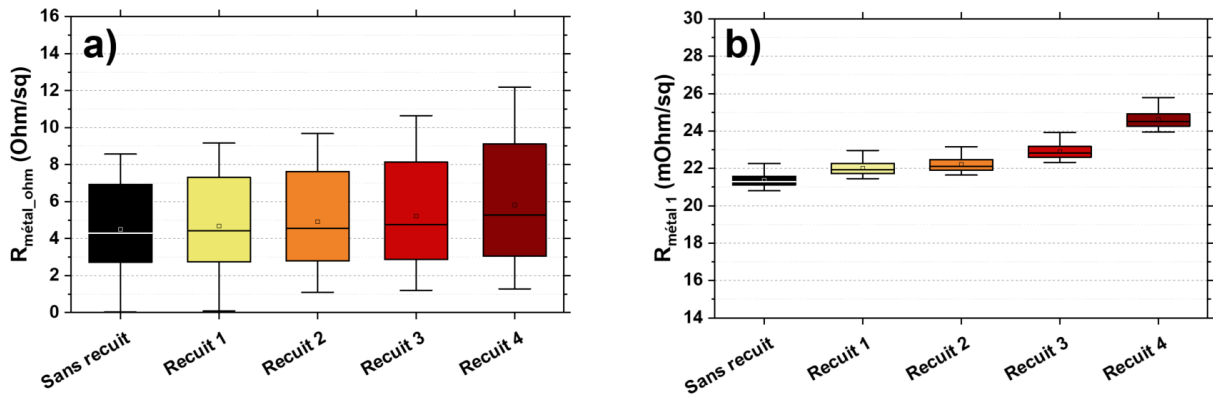 a)
R métal_ohm (Ohm/sq)
16
14
12
10
8
6
4
2
0
Sans recuit
Recuit 1
Recuit 2
Recuit 3
Recuit 4
b)
R métal 1 (mOhm/sq)
30
28
26
24
22
20
18
16
14
Sans recuit
Recuit 1
Recuit 2
Recuit 3
Recuit 4